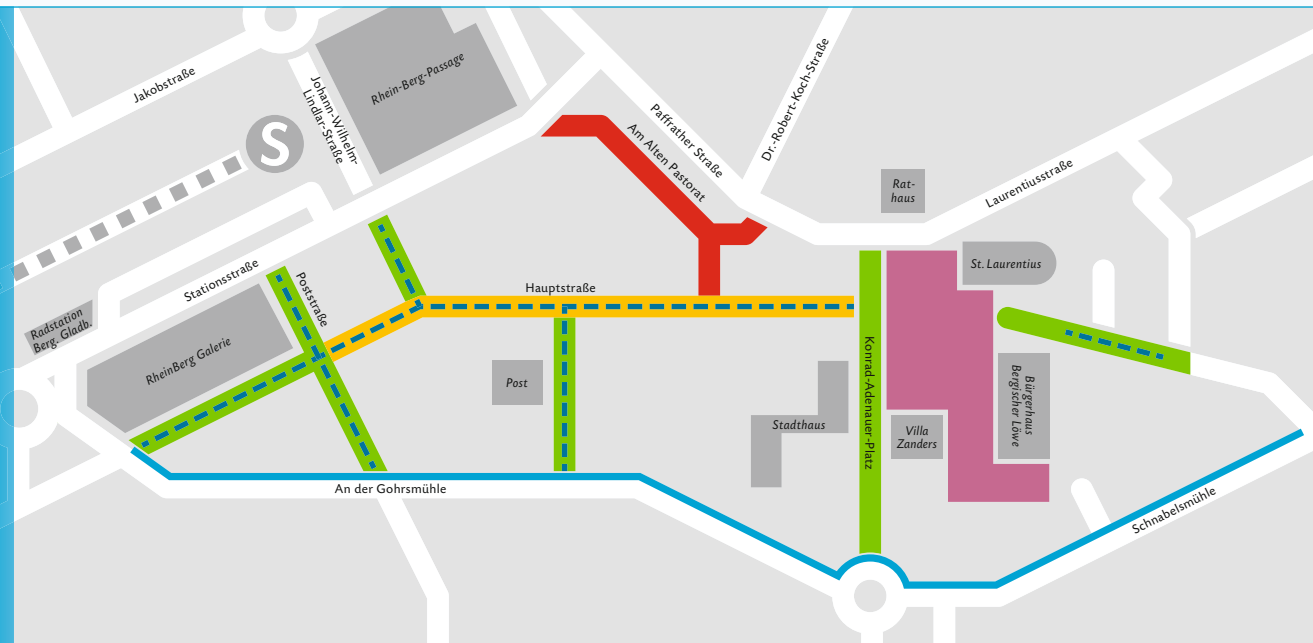 Jakobstraße
Johann-Wilhelm-
Lindlar-Straße
Rhein-Berg-Passage
S
Paffrather Straße
Am Alten Pastorat
Dr.-Robert-Koch-Straße
Rat-
haus
Laurentiusstraße
St. Laurentius
Stationsstraße
Poststraße
Hauptstraße
Radstation
Berg. Gladb.
RheinBerg Galerie
Post
Stadthaus
Konrad-Adenauer-Platz
Villa
Zanders
Bürgerhaus
Bergischer Löwe
An der Gohrsmühle
Schnabelsmühle